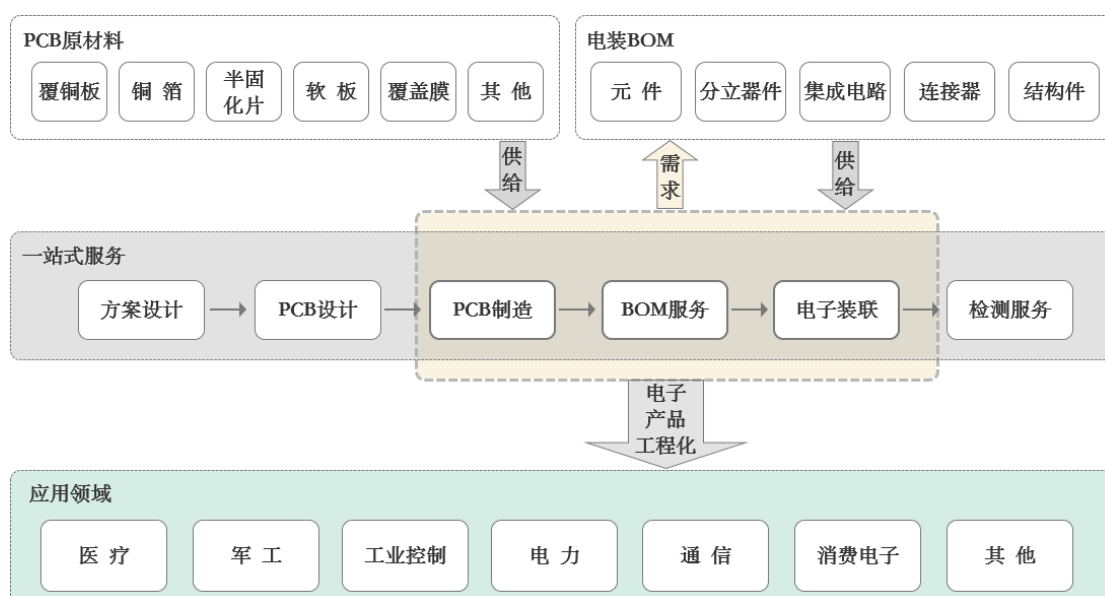 PCB原材料
覆铜板
铜 箔
半固
化片
软 板
覆盖膜
其 他
电装BOM
元 件
分立器件
集成电路
连接器
结构件
供
给
需
求
供
给
一站式服务
方案设计
PCB设计
PCB制造
BOM服务
电子装联
检测服务
电子
产品
工程化
应用领域
医 疗
军 工
工业控制
电 力
通 信
消费电子
其 他